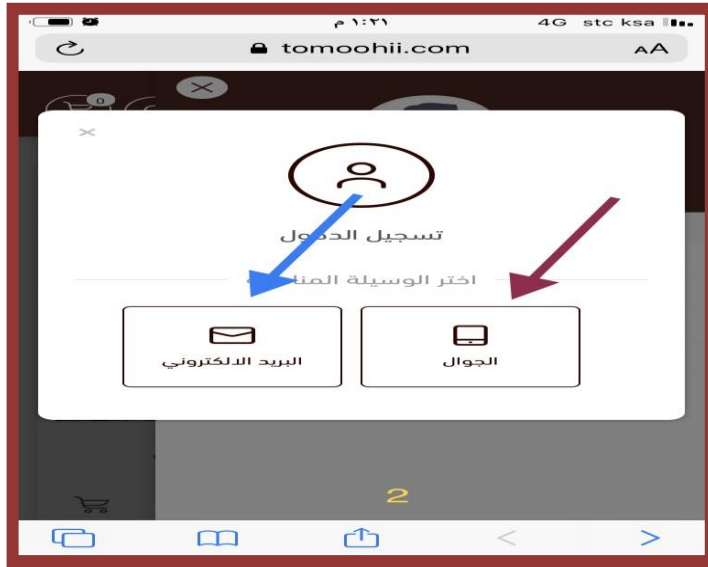 ١:٢١ م 4G stc ksa
tomoohii.com AA
0
تسجيل الدخول
اختر الوسيلة
الجوال
البريد الالكتروني
2